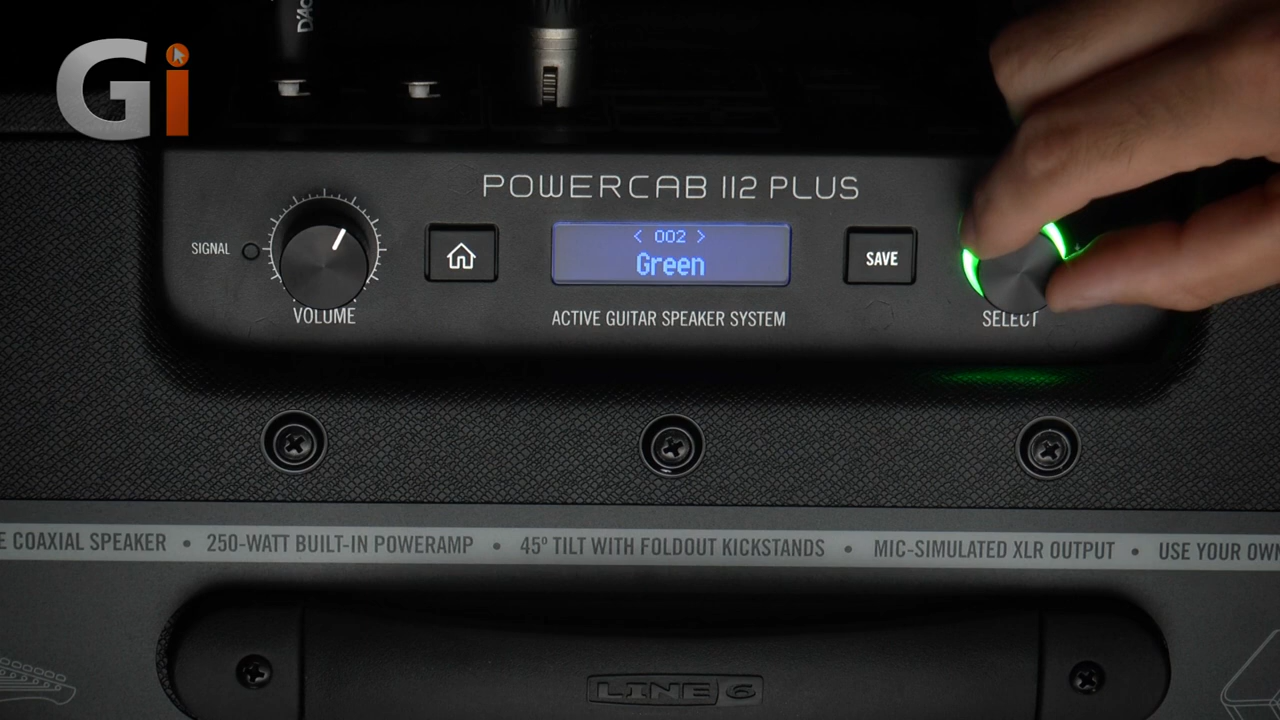 Gi
D'A
POWERCAB 112 PLUS
SIGNAL
< 002 >
Green
SAVE
VOLUME
ACTIVE GUITAR SPEAKER SYSTEM
SELECT
COAXIAL SPEAKER • 250-WATT BUILT-IN POWERAMP • 45º TILT WITH FOLDOUT KICKSTANDS • MIC-SIMULATED XLR OUTPUT • USE YOUR OWN
LINE 6